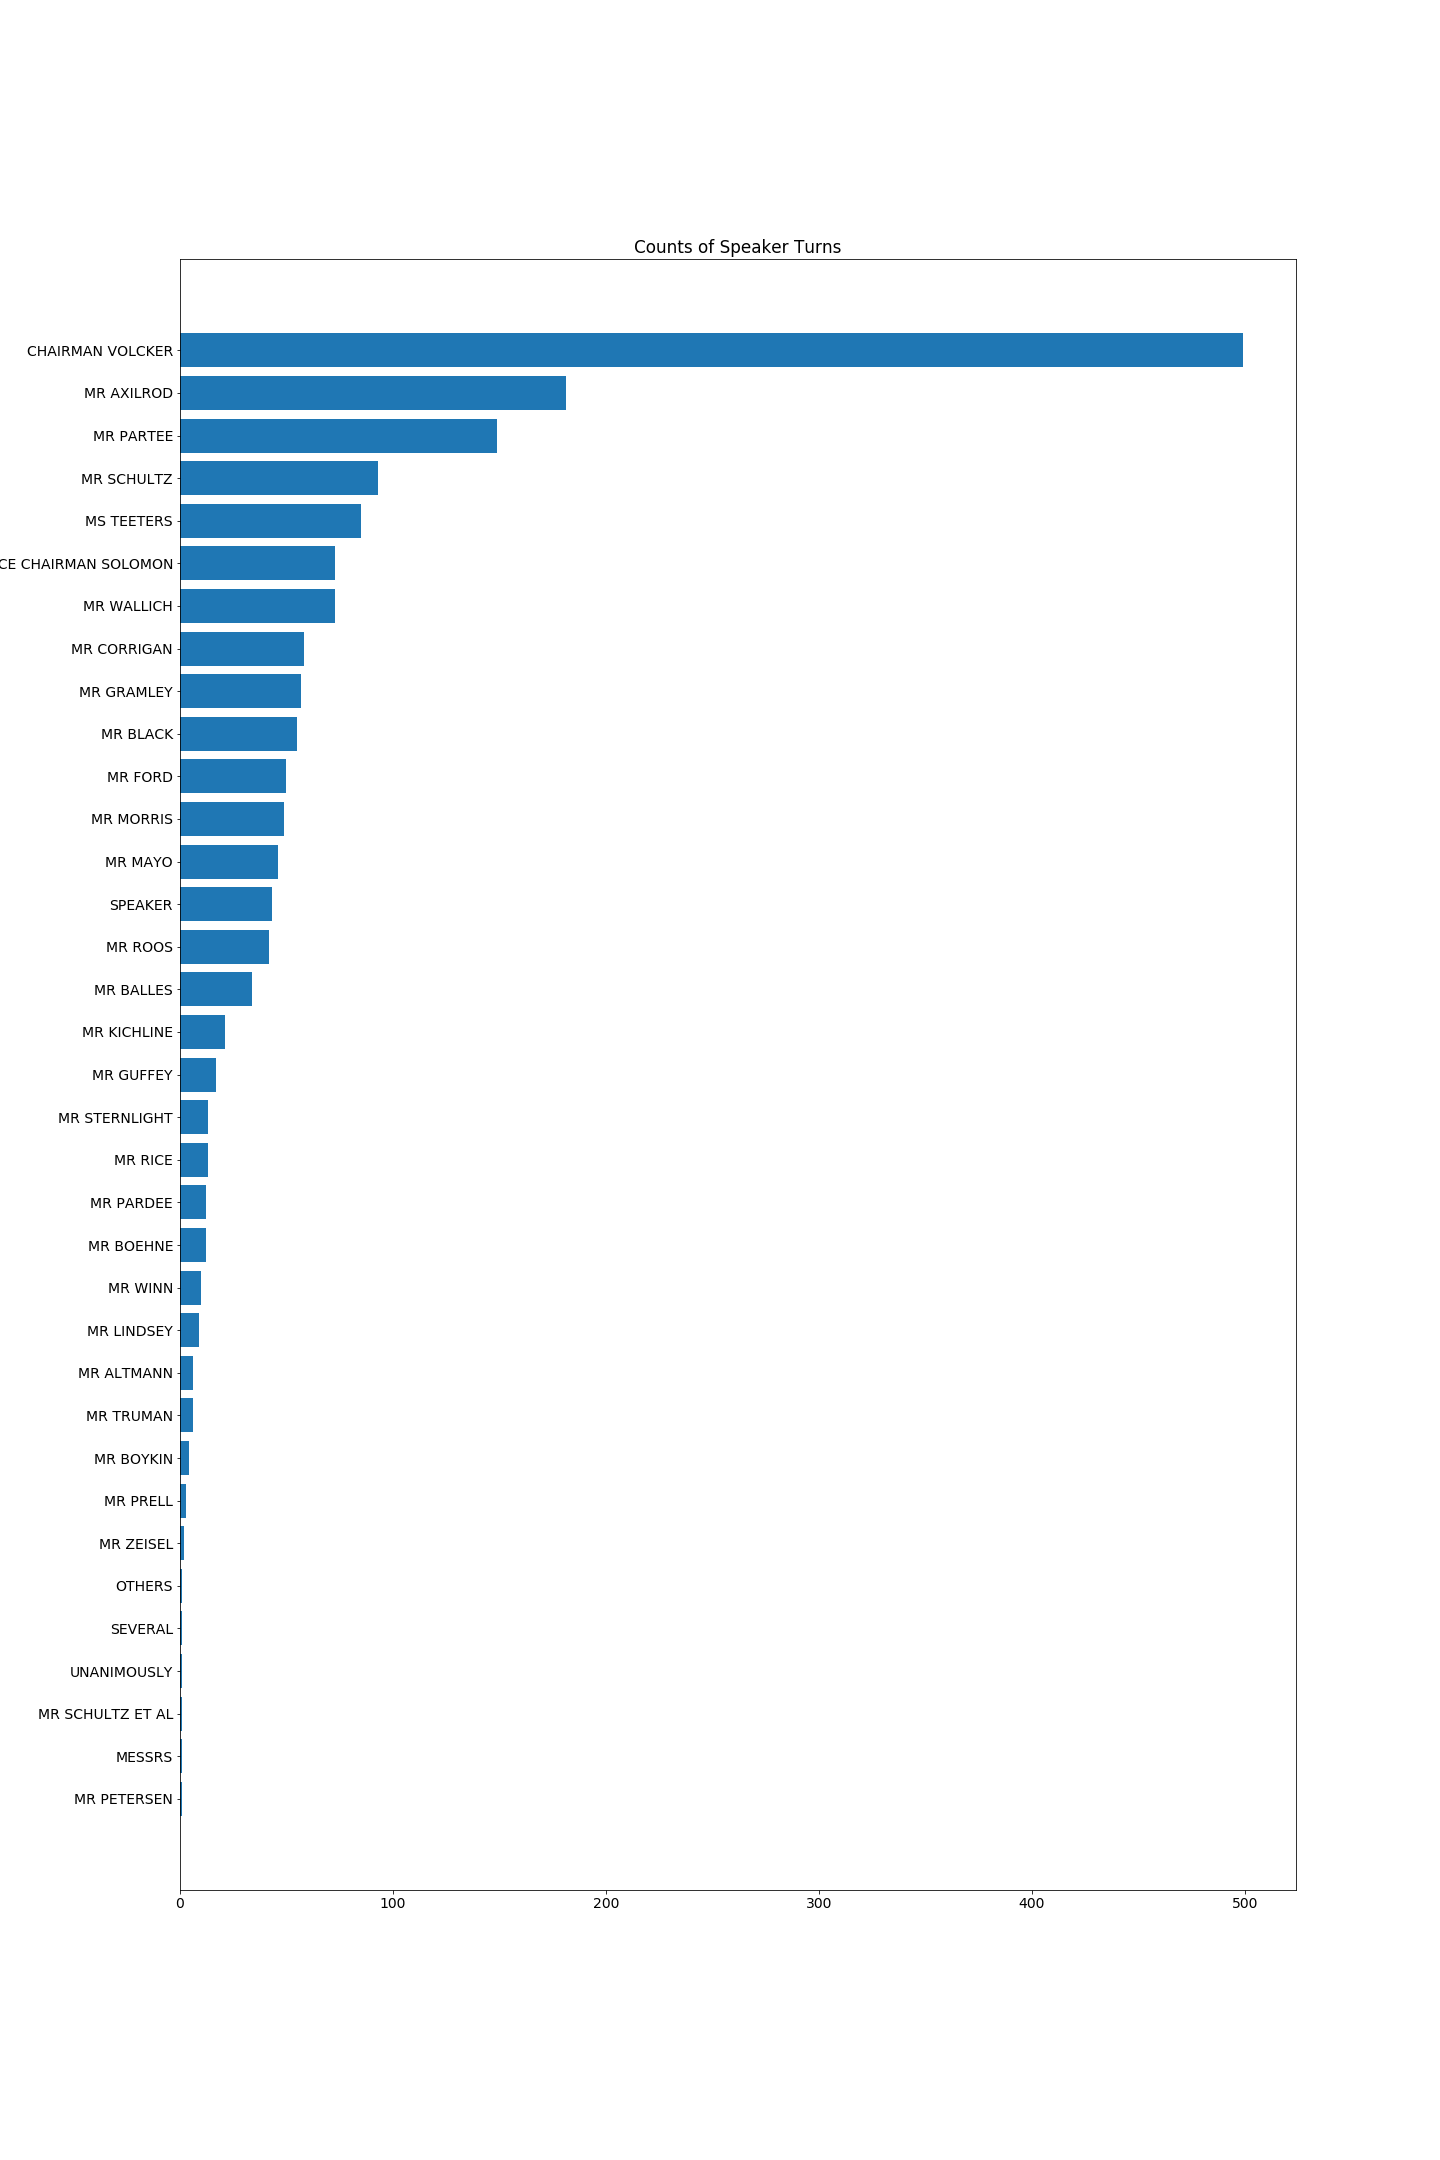 Counts of Speaker Turns
CHAIRMAN VOLCKER
MR AXILROD
MR PARTEE
MR SCHULTZ
MS TEETERS
CE CHAIRMAN SOLOMON
MR WALLICH
MR CORRIGAN
MR GRAMLEY
MR BLACK
MR FORD
MR MORRIS
MR MAYO
SPEAKER
MR ROOS
MR BALLES
MR KICHLINE
MR GUFFEY
MR STERNLIGHT
MR RICE
MR PARDEE
MR BOEHNE
MR WINN
MR LINDSEY
MR ALTMANN
MR TRUMAN
MR BOYKIN
MR PRELL
MR ZEISEL
OTHERS
SEVERAL
UNANIMOUSLY
MR SCHULTZ ET AL
MESSRS
MR PETERSEN
0 100 200 300 400 500